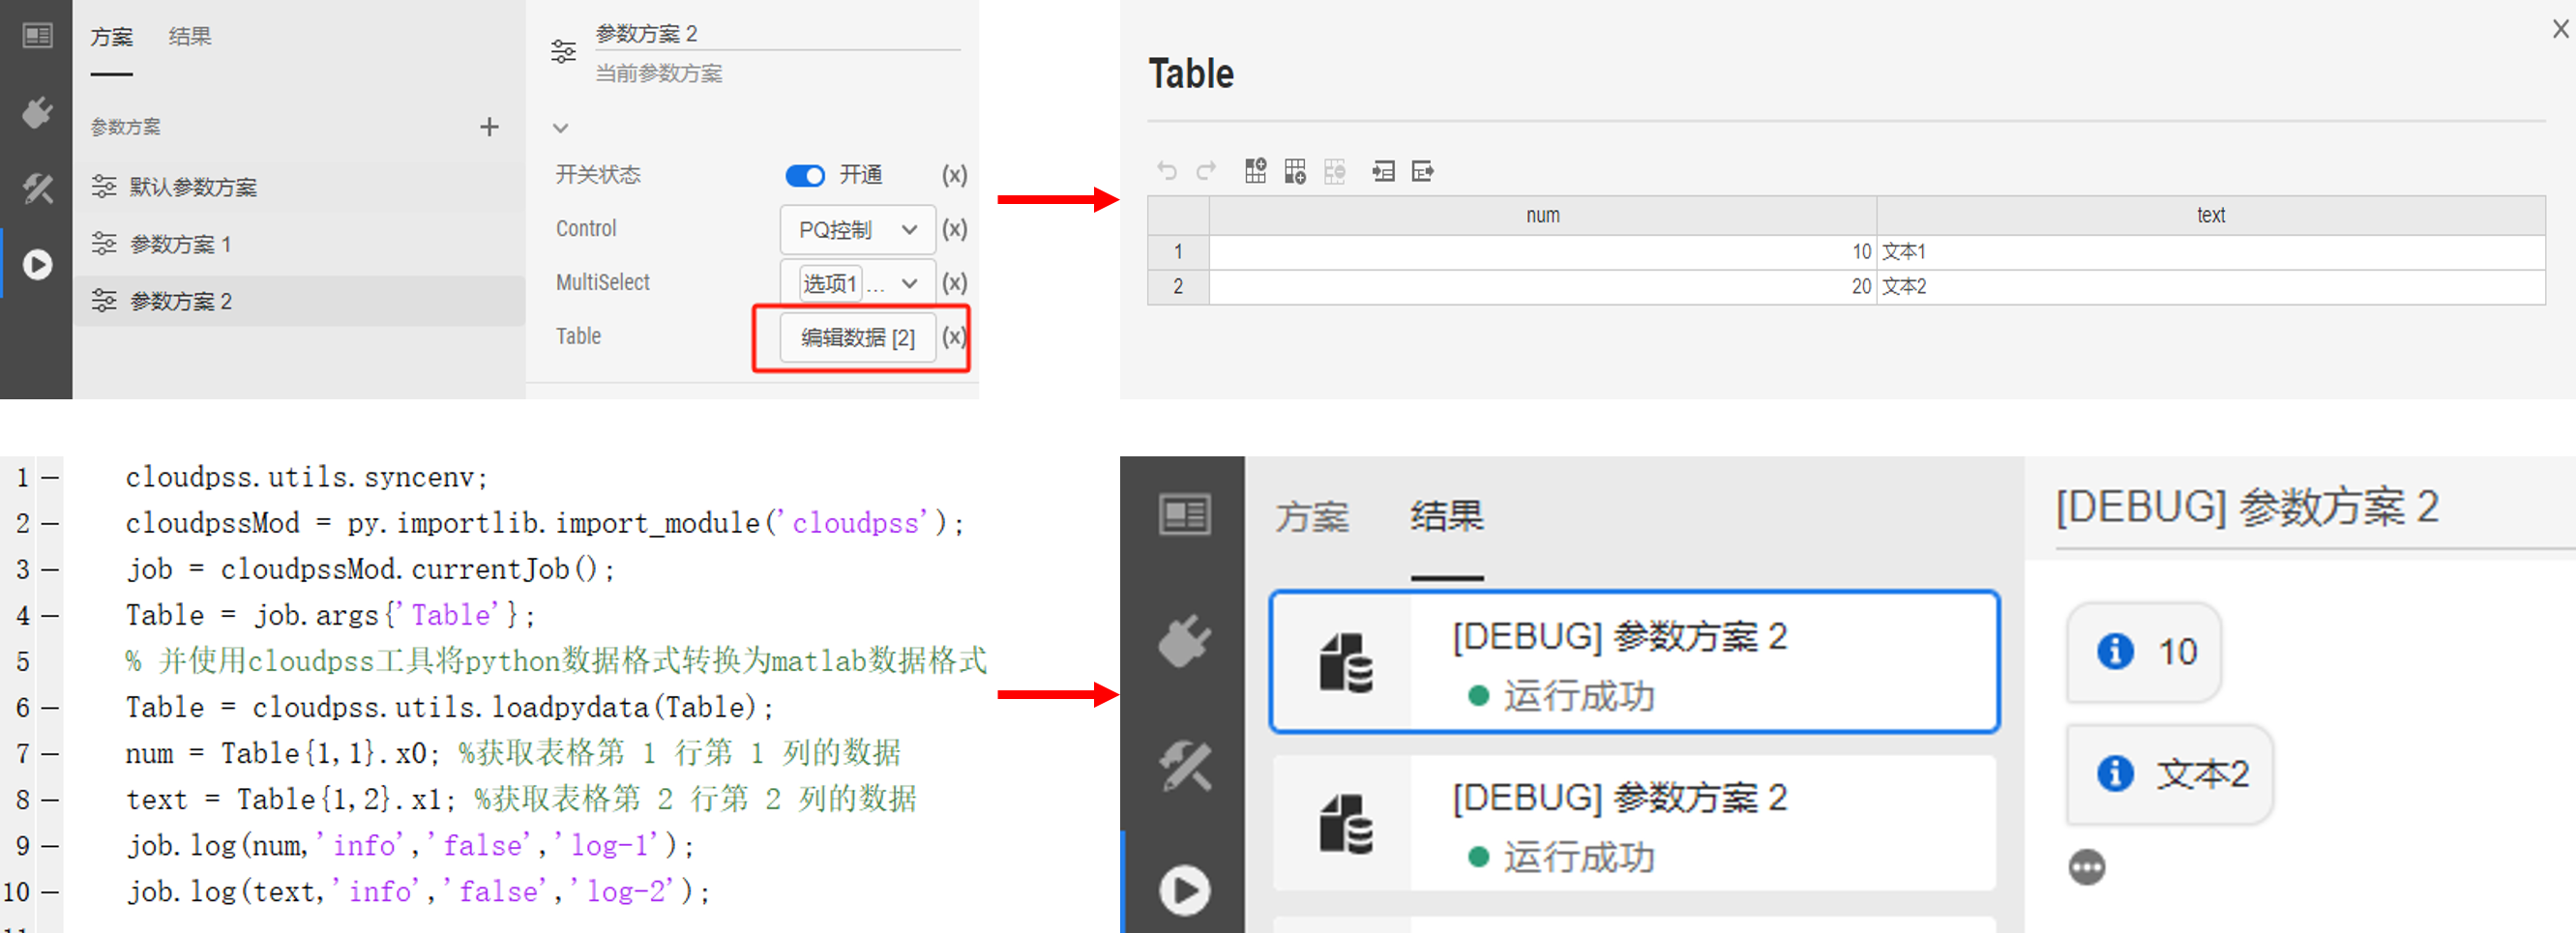 方案 结果
参数方案
默认参数方案
参数方案 1
参数方案 2
参数方案 2
当前参数方案
开关状态 开通 (x)
Control PQ控制 (x)
MultiSelect 选项1 ... (x)
Table 编辑数据 [2] (x)
Table
num text
1 10 文本1
2 20 文本2
1 cloudpss.utils.syncenv;
2 cloudpssMod = py.importlib.import_module('cloudpss');
3 job = cloudpssMod.currentJob();
4 Table = job.args{'Table'};
5 % 并使用cloudpss工具将python数据格式转换为matlab数据格式
6 Table = cloudpss.utils.loadpydata(Table);
7 num = Table{1,1}.x0; %获取表格第 1 行第 1 列的数据
8 text = Table{1,2}.x1; %获取表格第 2 行第 2 列的数据
9 job.log(num,'info','false','log-1');
10 job.log(text,'info','false','log-2');
方案 结果
[DEBUG] 参数方案 2
运行成功
[DEBUG] 参数方案 2
运行成功
[DEBUG] 参数方案 2
10
文本2